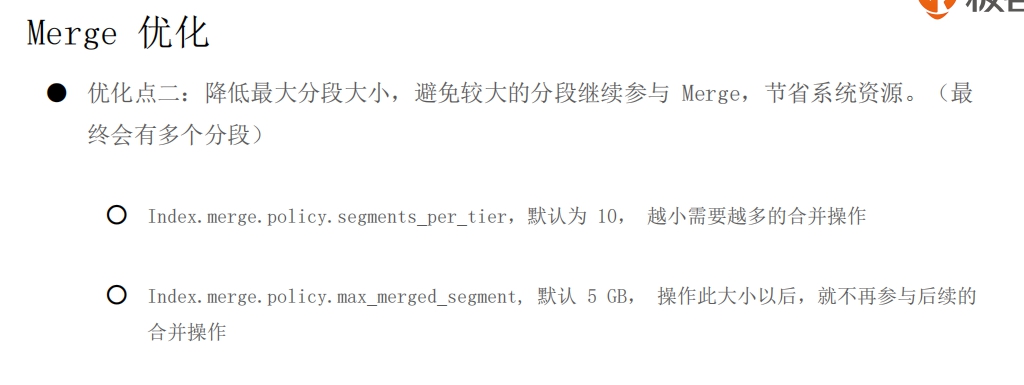 Merge 优化
● 优化点二：降低最大分段大小，避免较大的分段继续参与 Merge，节省系统资源。（最
终会有多个分段）
○ Index.merge.policy.segments_per_tier，默认为 10， 越小需要越多的合并操作
○ Index.merge.policy.max_merged_segment, 默认 5 GB， 操作此大小以后，就不再参与后续的
合并操作